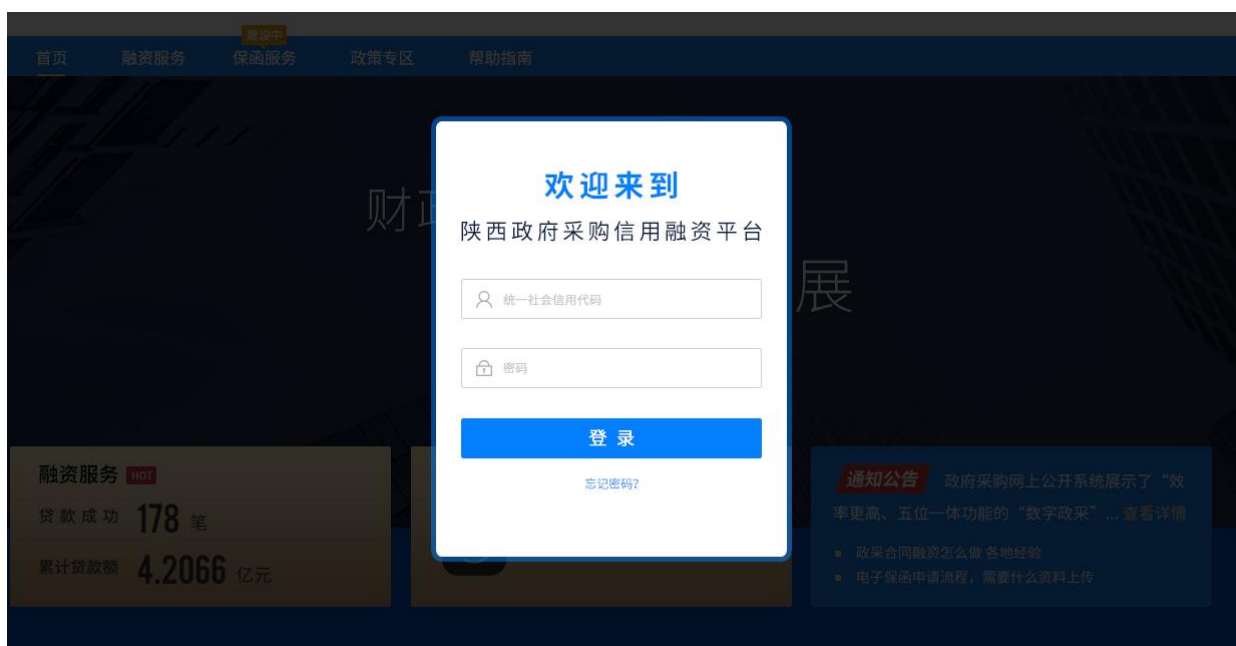 建设中
首页 融资服务 保函服务 政策专区 帮助指南
财
展
欢迎来到
陕西政府采购信用融资平台
统一社会信用代码
密码
登录
忘记密码?
融资服务 HOT
贷款成功 178 笔
累计贷款额 4.2066 亿元
通知公告 政府采购网上公开系统展示了“效
率更高、五位一体功能的“数字政采”...查看详情
政采合同融资怎么做 各地经验
电子保函申请流程，需要什么资料上传